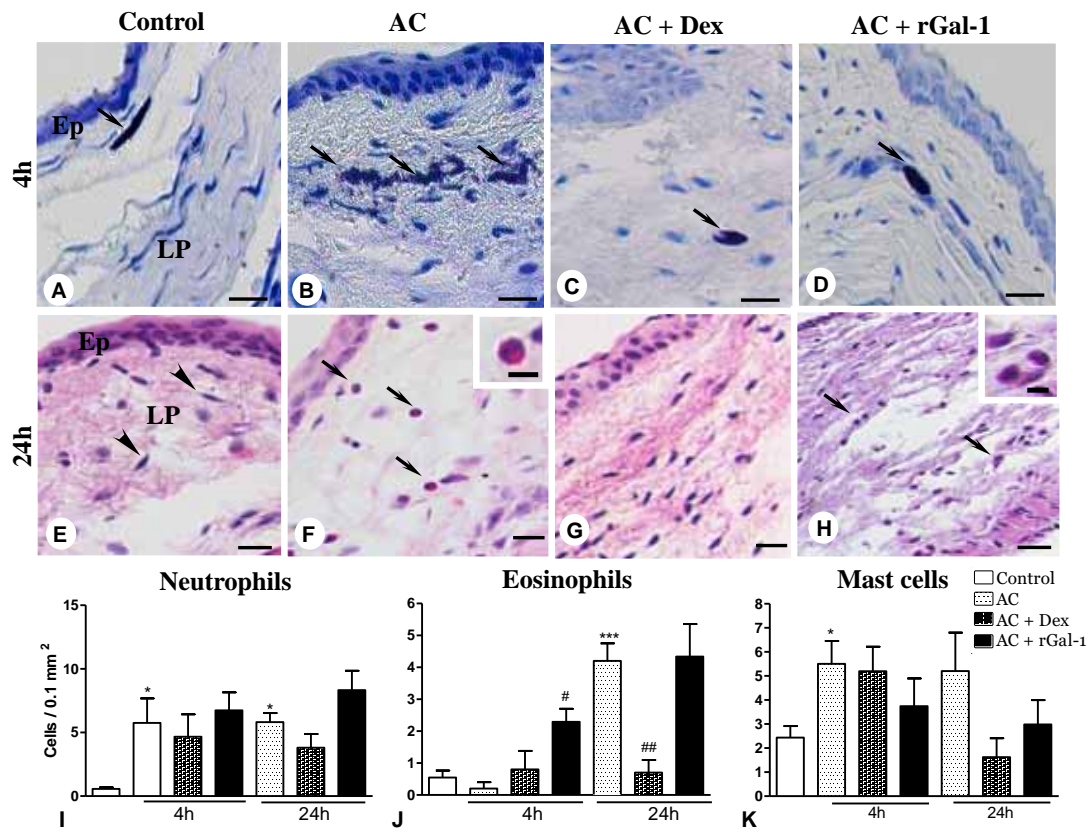 Control AC AC + Dex AC + rGal-1
4h
Ep
LP
A B C D
24h
Ep
LP
E F G H
Neutrophils Eosinophils Mast cells
Control
AC
AC + Dex
AC + rGal-1
Cells / 0.1 mm 2
15
10
5
0
* *
4h 24h
I
6
5
4
3
2
1
0
# *** ##
4h 24h
J
8
7
6
5
4
3
2
1
0
*
4h 24h
K